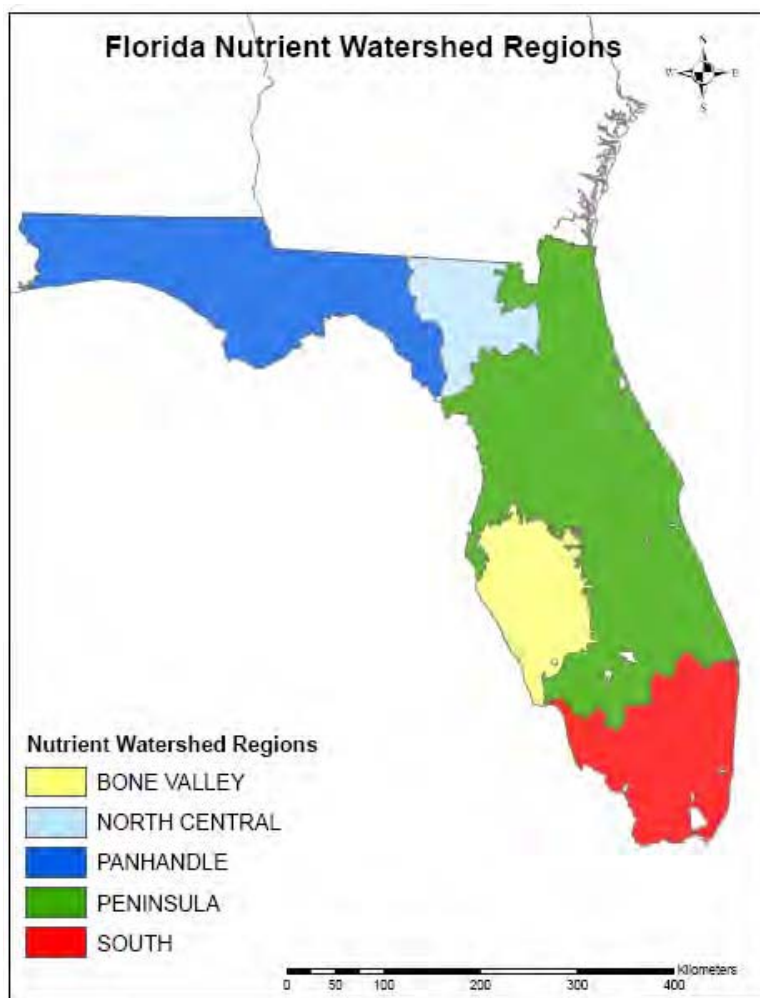 Florida Nutrient Watershed Regions
N
W E
S
Nutrient Watershed Regions
BONE VALLEY
NORTH CENTRAL
PANHANDLE
PENINSULA
SOUTH
Kilometers
0 50 100 200 300 400